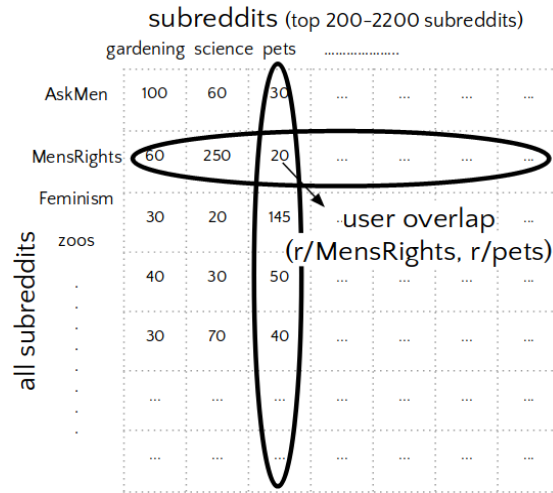 subreddits (top 200-2200 subreddits)
gardening science pets ...................
AskMen 100 60 30 ... ... ... ...
MensRights 60 250 20 ... ... ... ...
Feminism 30 20 145 ... ... ... ...
user overlap
(r/MensRights, r/pets)
zoos 40 30 50 ... ... ... ...
30 70 40 ... ... ... ...
... ... ... ... ... ... ...
... ... ... ... ... ... ...
all subreddits